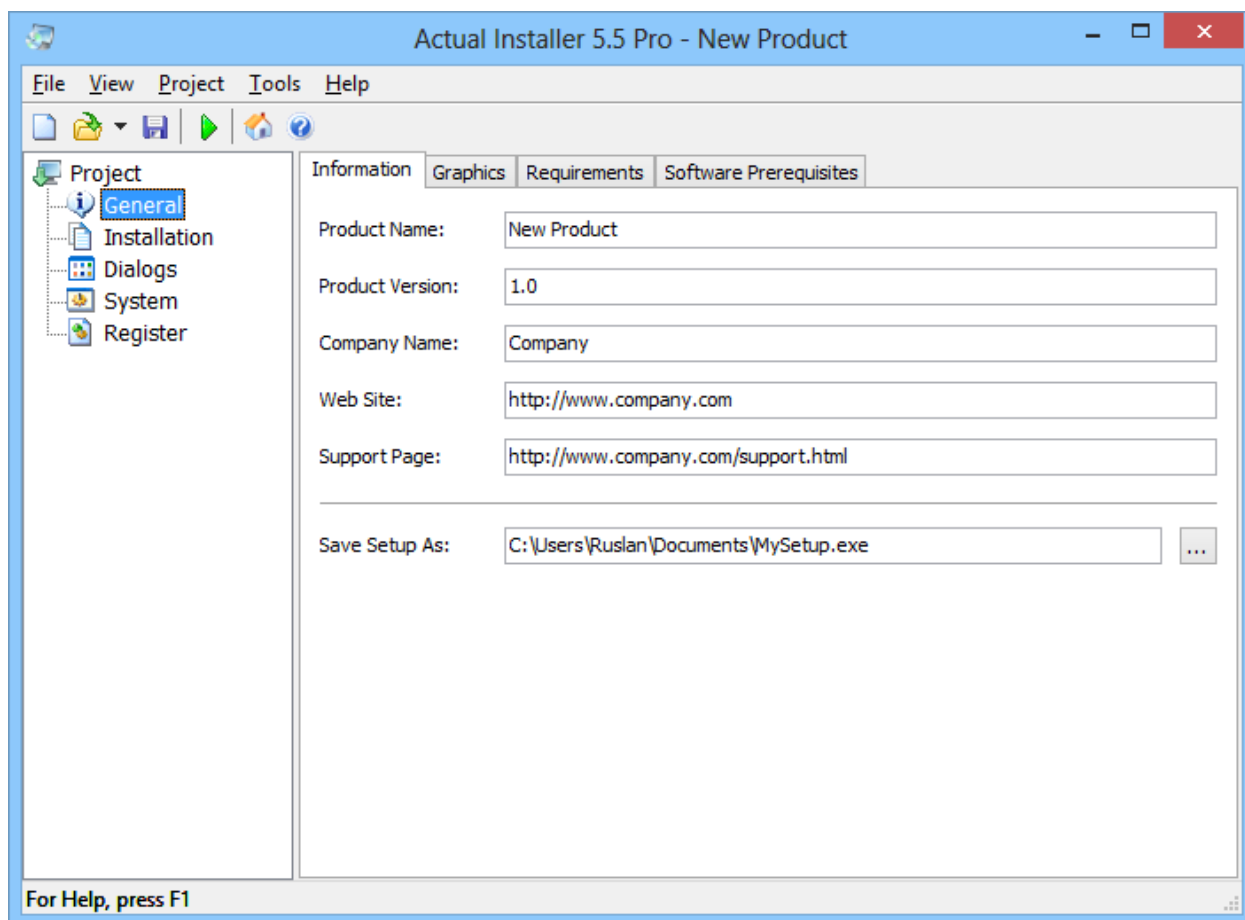 Actual Installer 5.5 Pro - New Product
File View Project Tools Help
Project
General
Installation
Dialogs
System
Register
Information Graphics Requirements Software Prerequisites
Product Name: New Product
Product Version: 1.0
Company Name: Company
Web Site: http://www.company.com
Support Page: http://www.company.com/support.html
Save Setup As: C:\Users\Ruslan\Documents\MySetup.exe ...
For Help, press F1